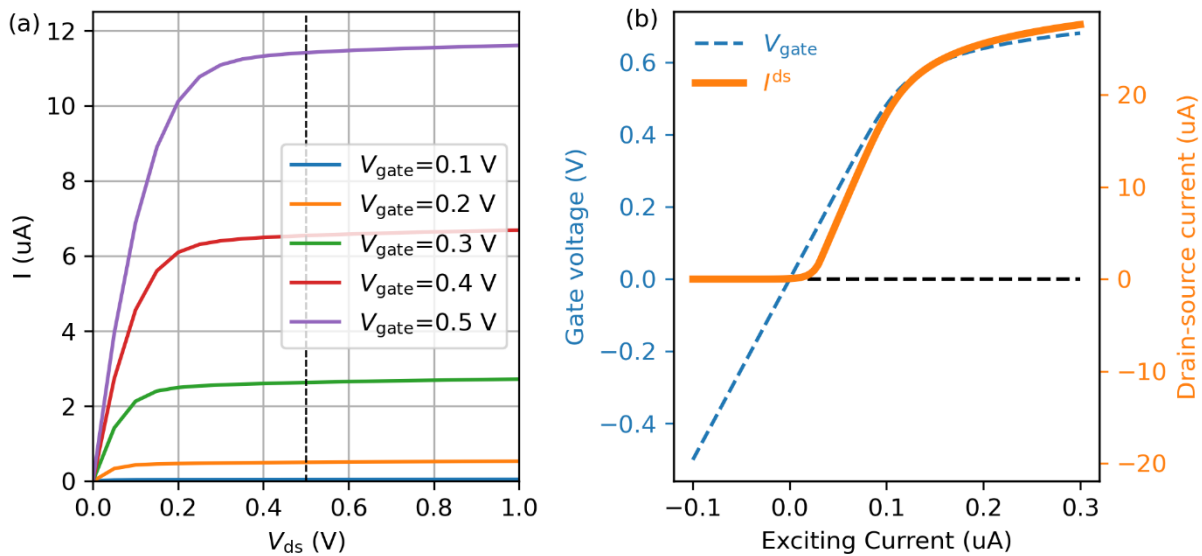 (a)
I (uA)
12
10
8
6
4
2
0
V_gate=0.1 V
V_gate=0.2 V
V_gate=0.3 V
V_gate=0.4 V
V_gate=0.5 V
0.0 0.2 0.4 0.6 0.8 1.0
V_ds (V)
(b)
V_gate
I^ds
Gate voltage (V)
0.6
0.4
0.2
0.0
−0.2
−0.4
Drain-source current (uA)
20
10
0
−10
−20
−0.1 0.0 0.1 0.2 0.3
Exciting Current (uA)